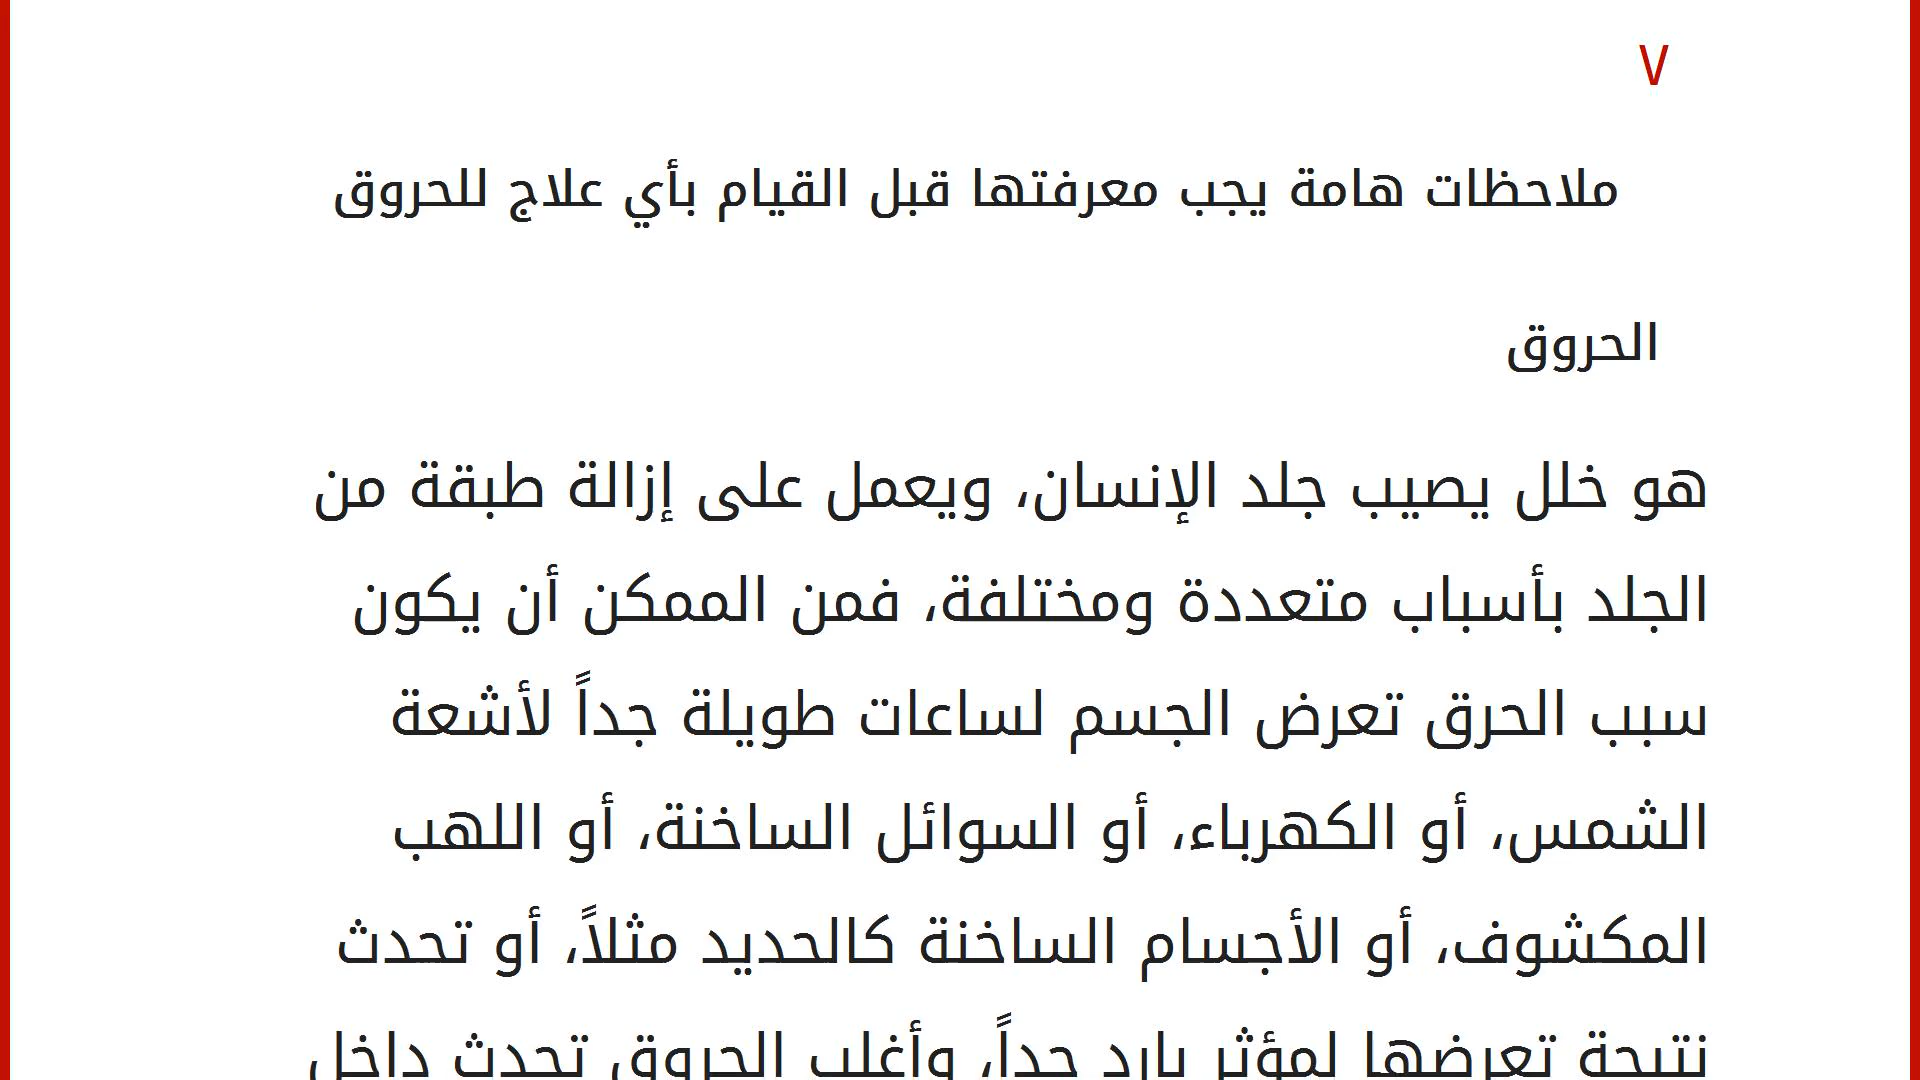 ٧
ملاحظات هامة يجب معرفتها قبل القيام بأي علاج للحروق
الحروق
هو خلل يصيب جلد الإنسان، ويعمل على إزالة طبقة من
الجلد بأسباب متعددة ومختلفة، فمن الممكن أن يكون
سبب الحرق تعرض الجسم لساعات طويلة جداً لأشعة
الشمس، أو الكهرباء، أو السوائل الساخنة، أو اللهب
المكشوف، أو الأجسام الساخنة كالحديد مثلاً، أو تحدث
نتيجة تعرضها لمؤثر بارد جداً، وأغلب الحروق تحدث داخل